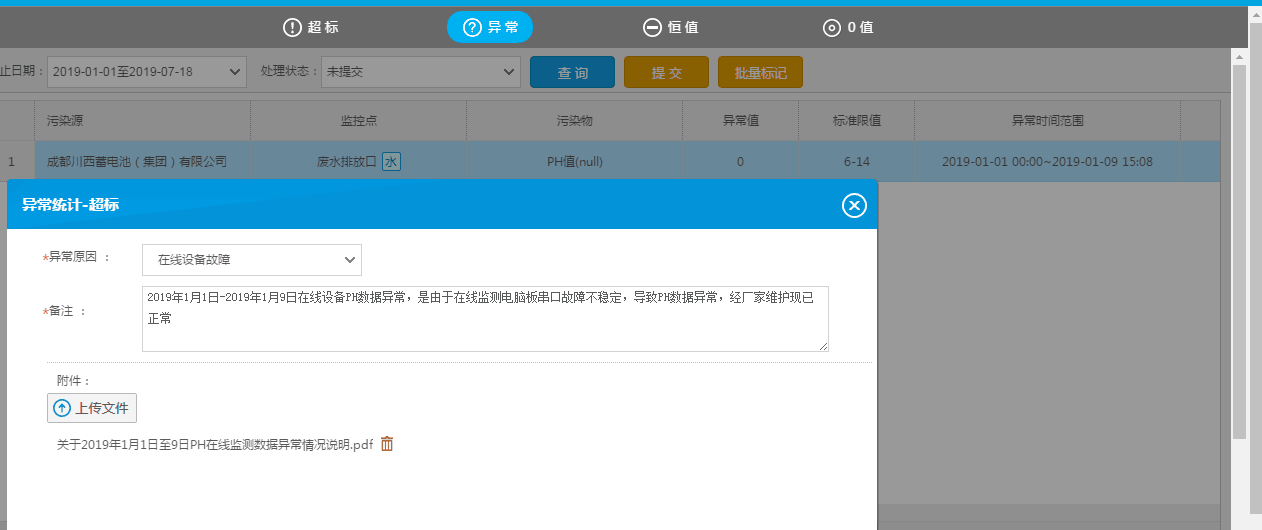 超标 异常 恒值 0值
止日期： 2019-01-01至2019-07-18 处理状态： 未提交 查询 提交 批量标记
污染源 监控点 污染物 异常值 标准限值 异常时间范围
1 成都川西蓄电池（集团）有限公司 废水排放口 水 PH值(null) 0 6-14 2019-01-01 00:00~2019-01-09 15:08
异常统计-超标
*异常原因 ： 在线设备故障
*备注 ： 2019年1月1日-2019年1月9日在线设备PH数据异常，是由于在线监测电脑板串口故障不稳定，导致PH数据异常，经厂家维护现已
正常
附件：
上传文件
关于2019年1月1日至9日PH在线监测数据异常情况说明.pdf